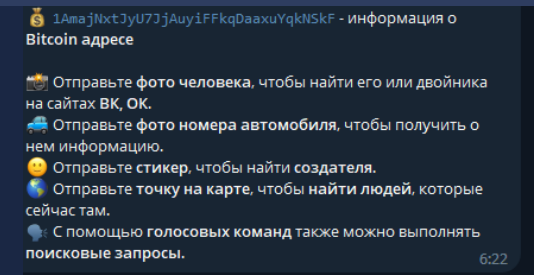 💰 1AmajNxtJyU7JjAuyiFFkqDaaxuYqkNSkF - информация о
Bitcoin адресе
📸 Отправьте фото человека, чтобы найти его или двойника
на сайтах ВК, ОК.
🚙 Отправьте фото номера автомобиля, чтобы получить о
нем информацию.
🙂 Отправьте стикер, чтобы найти создателя.
🌎 Отправьте точку на карте, чтобы найти людей, которые
сейчас там.
🗣 С помощью голосовых команд также можно выполнять
поисковые запросы.
6:22